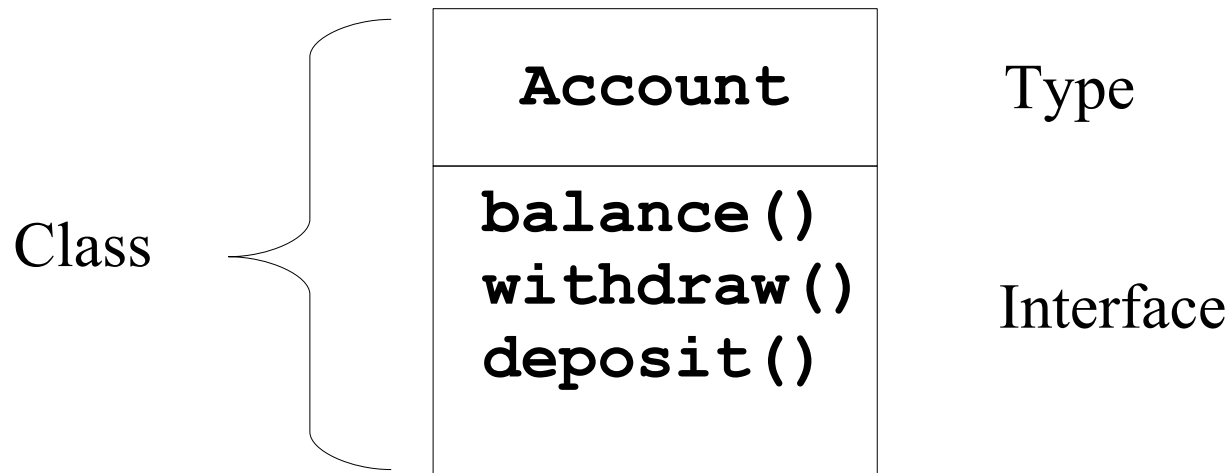 Account
Type
Class
balance()
withdraw()
deposit()
Interface